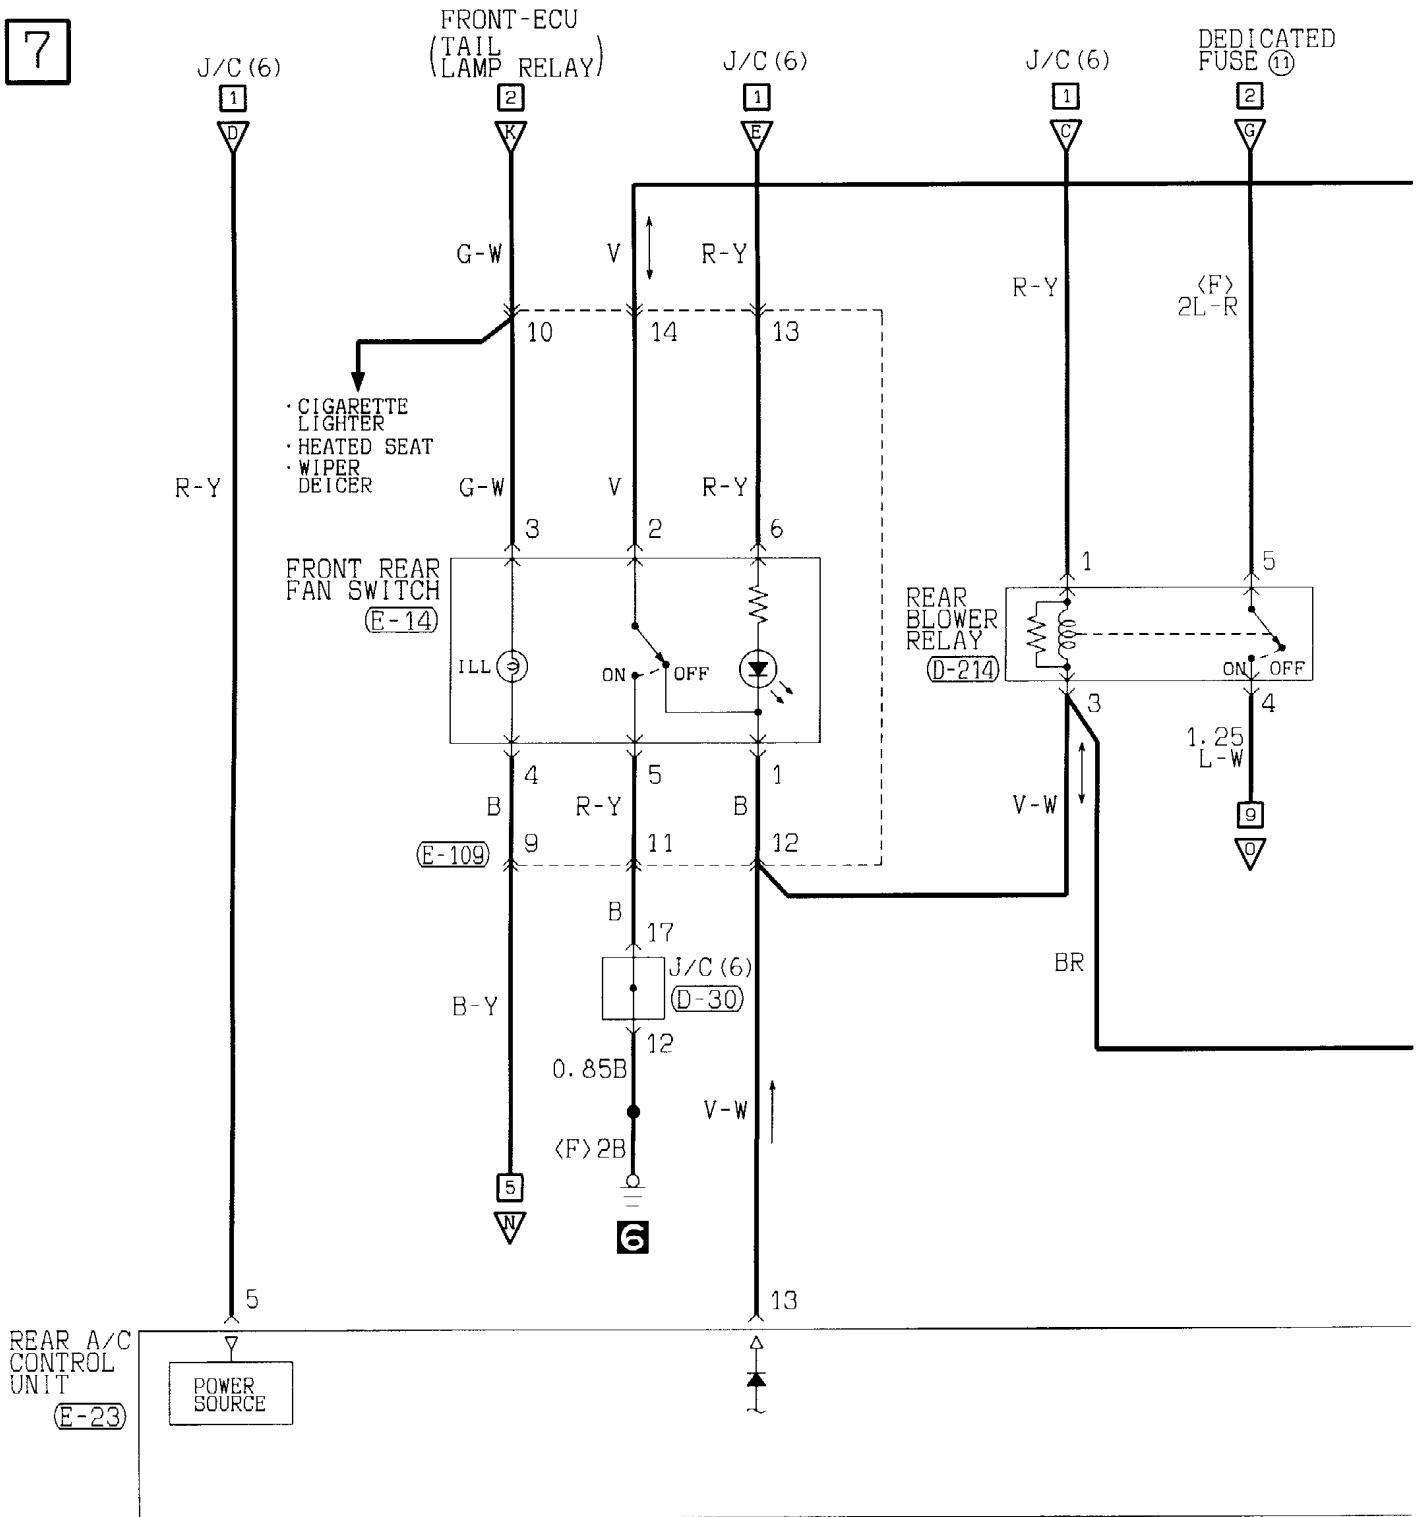 7
J/C(6)
1
D
FRONT-ECU
(TAIL
LAMP RELAY)
2
K
J/C(6)
1
E
J/C(6)
1
C
DEDICATED
FUSE ⑪
2
G
G-W
V
R-Y
R-Y
〈F〉
2L-R
10
14
13
· CIGARETTE
LIGHTER
· HEATED SEAT
· WIPER
DEICER
R-Y
G-W
V
R-Y
3
2
6
1
5
FRONT REAR
FAN SWITCH
E-14
ILL
ON
OFF
REAR
BLOWER
RELAY
D-214
ON
OFF
4
5
1
3
4
B
R-Y
B
V-W
1.25
L-W
9
O
E-109
9
11
12
B
17
J/C(6)
D-30
12
BR
B-Y
0.85B
〈F〉2B
V-W
5
N
6
5
13
REAR A/C
CONTROL
UNIT
E-23
POWER
SOURCE